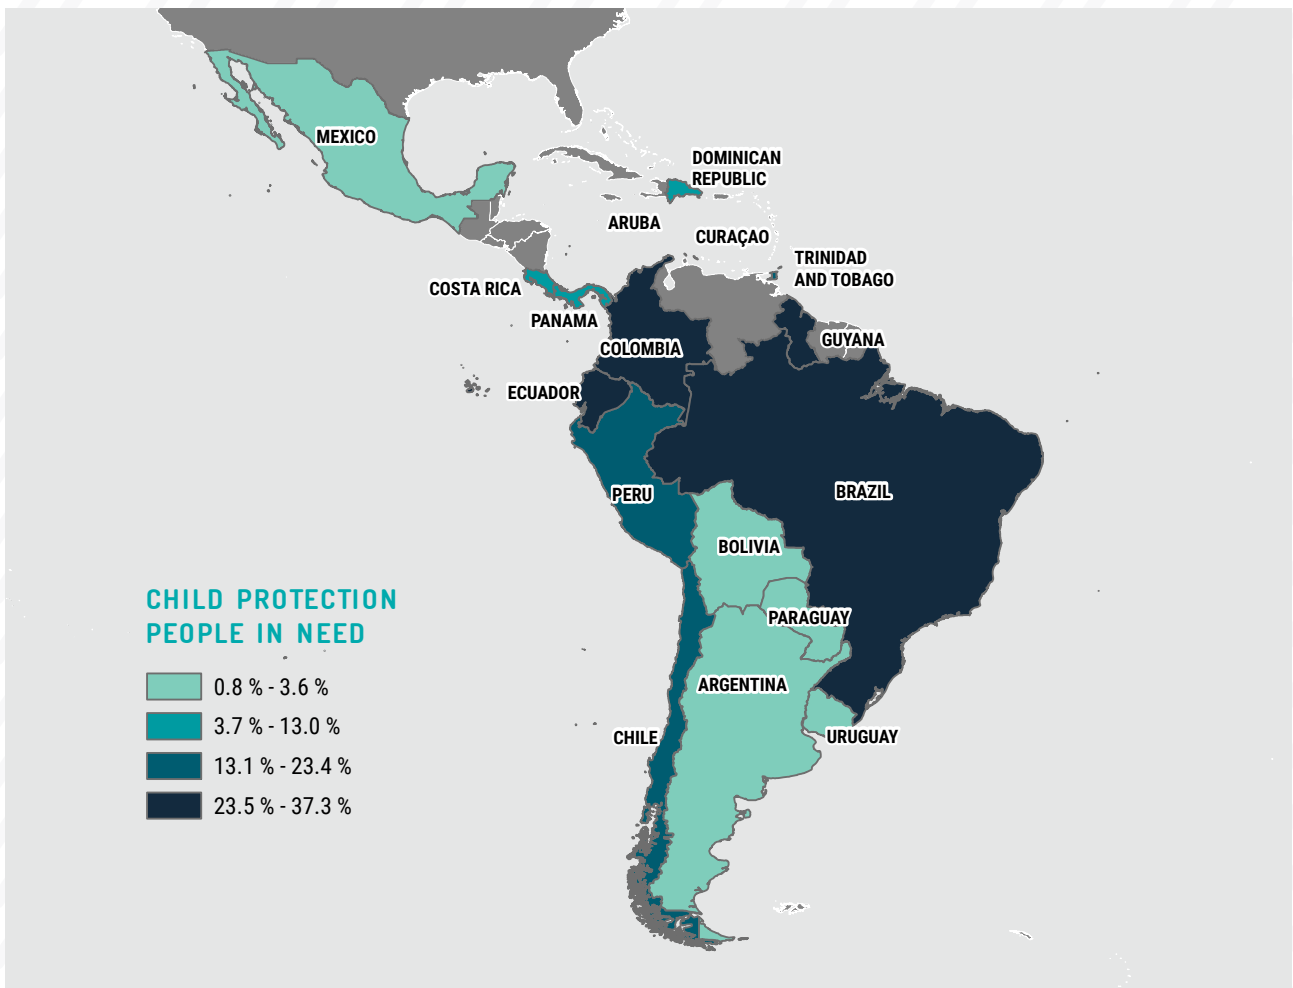 MEXICO
DOMINICAN
REPUBLIC
ARUBA
CURAÇAO
TRINIDAD
AND TOBAGO
COSTA RICA
PANAMA
GUYANA
COLOMBIA
ECUADOR
BRAZIL
PERU
BOLIVIA
PARAGUAY
ARGENTINA
CHILE
URUGUAY
CHILD PROTECTION
PEOPLE IN NEED
0.8 % - 3.6 %
3.7 % - 13.0 %
13.1 % - 23.4 %
23.5 % - 37.3 %